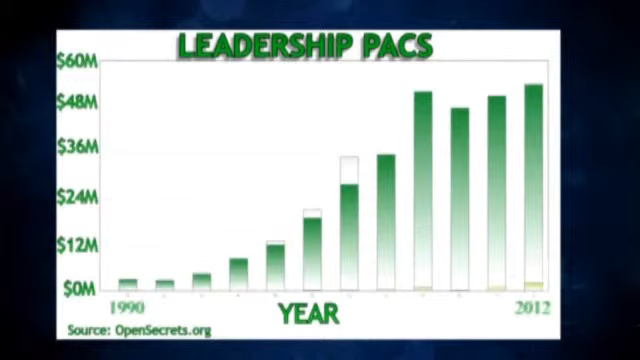 LEADERSHIP PACS
$60M
$48M
$36M
$24M
$12M
$0M
1990
2012
YEAR
Source: OpenSecrets.org